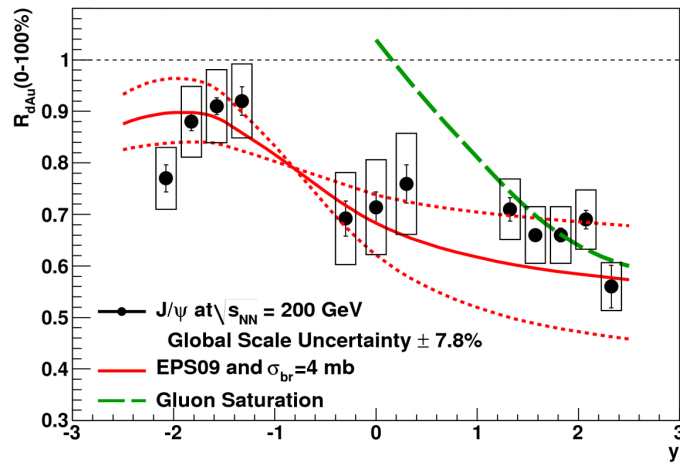 R_dAu(0-100%)
1
0.9
0.8
0.7
0.6
0.5
0.4
0.3
J/ψ at √s_NN = 200 GeV
Global Scale Uncertainty ± 7.8%
EPS09 and σ_br=4 mb
Gluon Saturation
-3 -2 -1 0 1 2 3
y